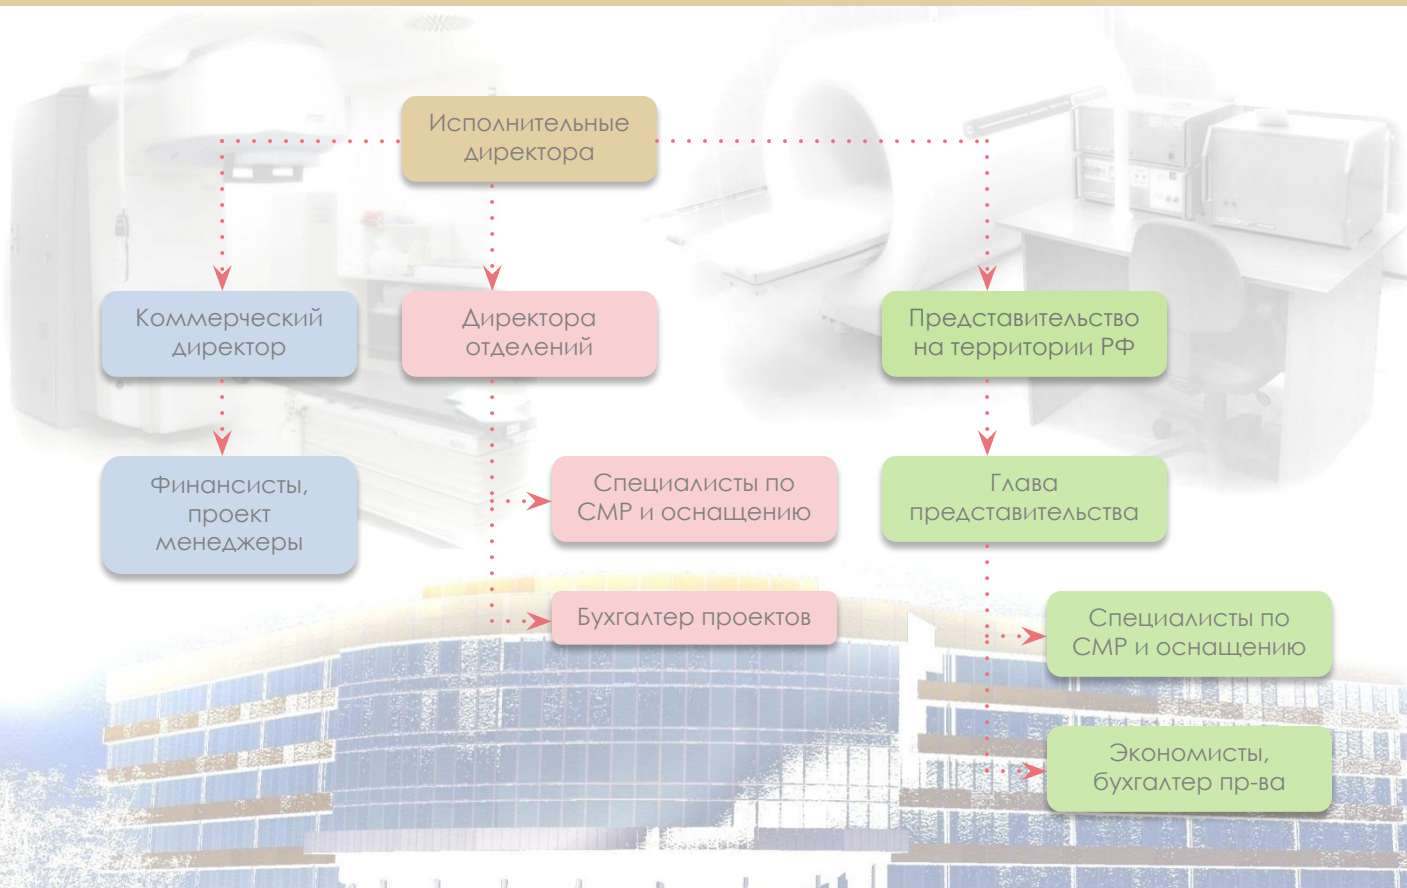 Исполнительные
директора
Коммерческий
директор
Директора
отделений
Представительство
на территории РФ
Финансисты,
проект
менеджеры
Специалисты по
СМР и оснащению
Глава
представительства
Бухгалтер проектов
Специалисты по
СМР и оснащению
Экономисты,
бухгалтер пр-ва